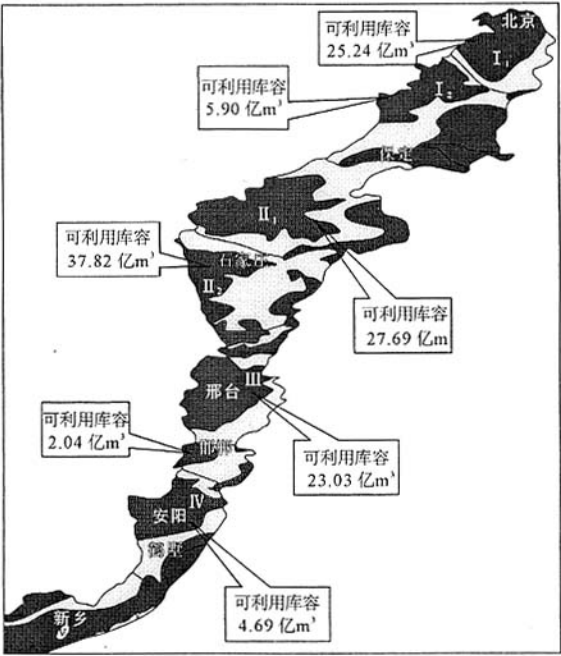 北京
可利用库容
25.24 亿m³
I₁
可利用库容
5.90 亿m³
I₂
保定
II₁
可利用库容
37.82 亿m³
石家庄
II₂
可利用库容
27.69 亿m
III
邢台
可利用库容
2.04 亿m³
邯郸
可利用库容
23.03 亿m³
IV
安阳
鹤壁
可利用库容
4.69 亿m³
新乡